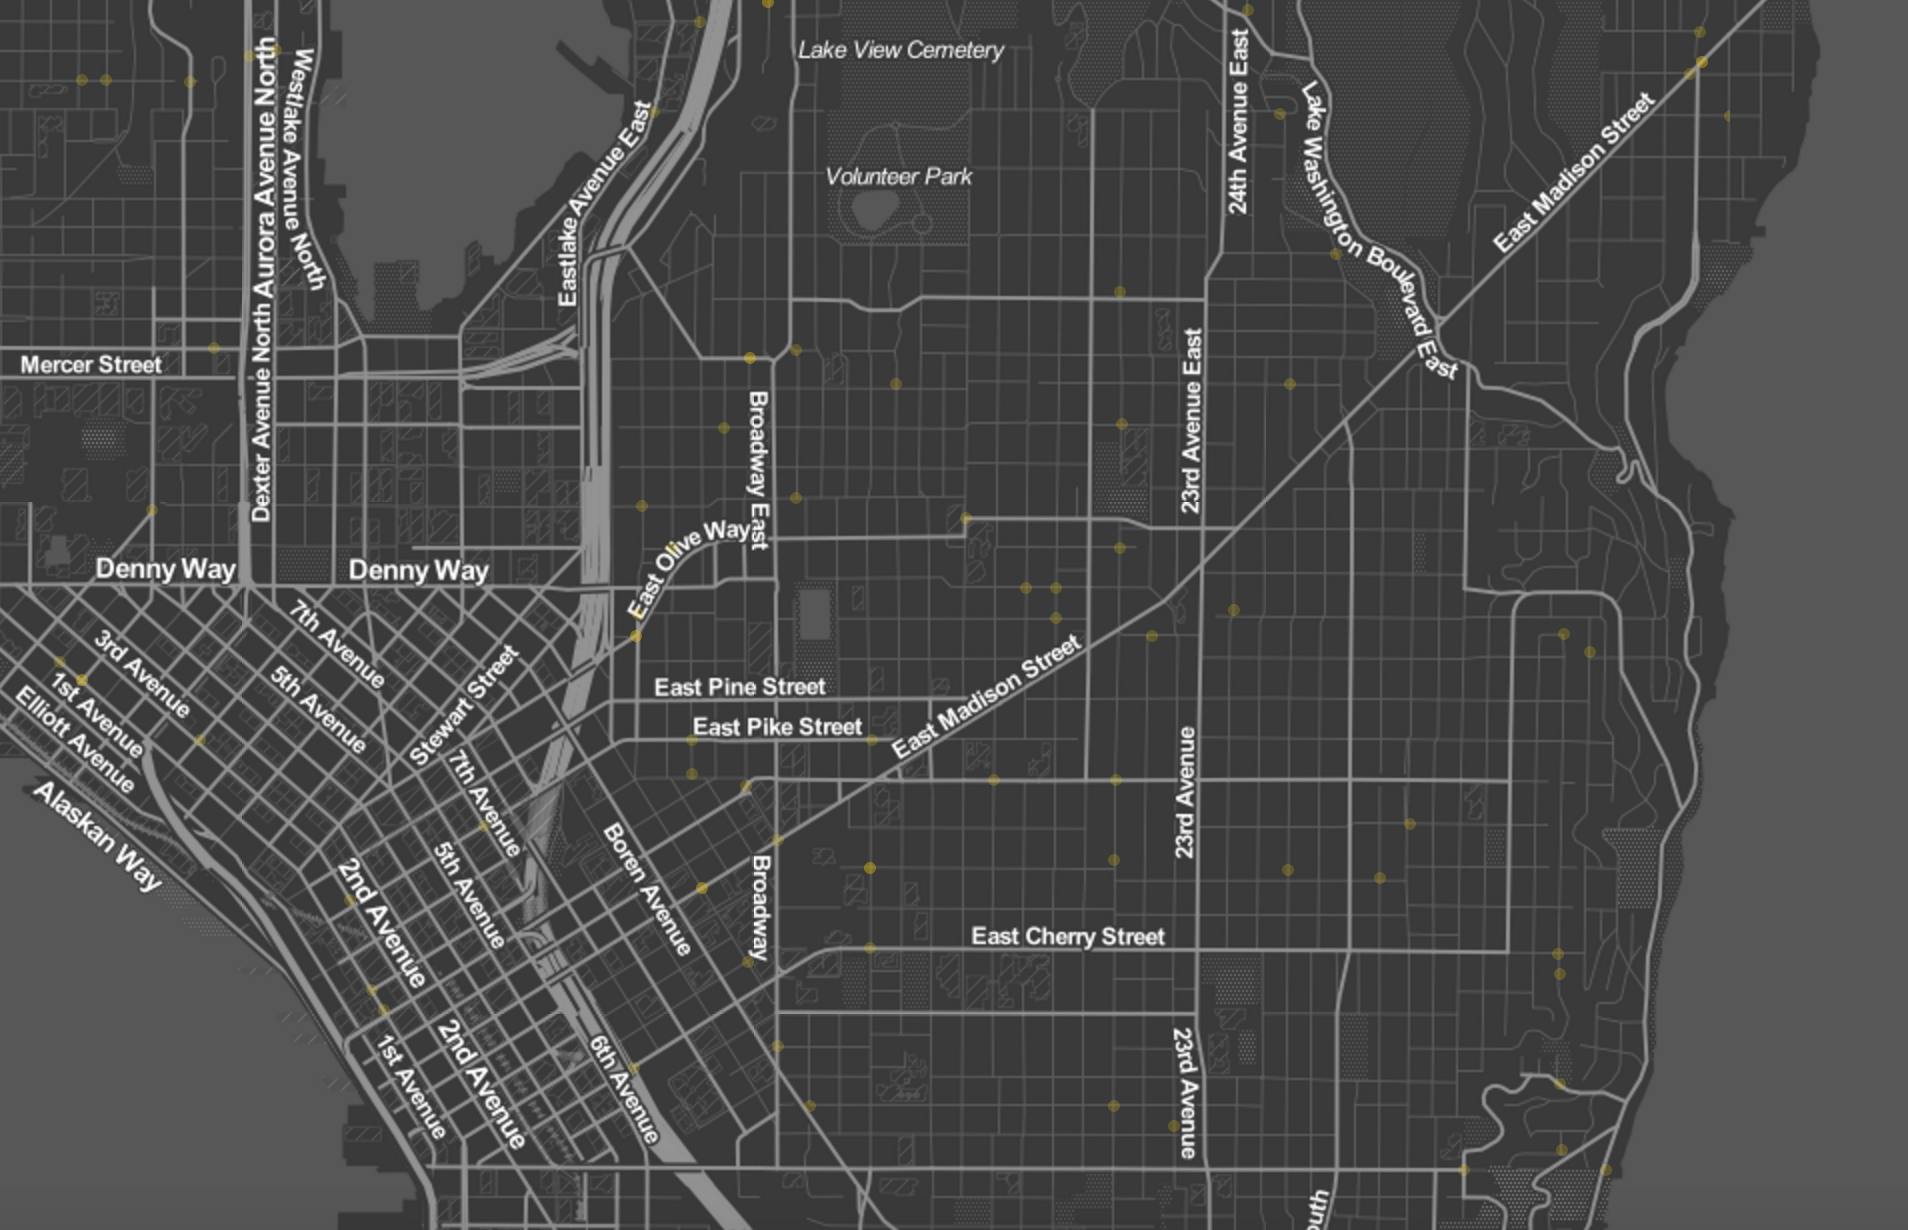 Lake View Cemetery
Volunteer Park
Aurora Avenue North
Westlake Avenue North
Dexter Avenue North
Eastlake Avenue East
24th Avenue East
Lake Washington Boulevard East
East Madison Street
Mercer Street
Broadway East
23rd Avenue East
East Olive Way
Denny Way
Denny Way
7th Avenue
3rd Avenue
5th Avenue
Stewart Street
1st Avenue
Elliott Avenue
Alaskan Way
East Pine Street
East Pike Street
East Madison Street
7th Avenue
5th Avenue
2nd Avenue
Boren Avenue
Broadway
23rd Avenue
East Cherry Street
1st Avenue
2nd Avenue
6th Avenue
23rd Avenue
outh